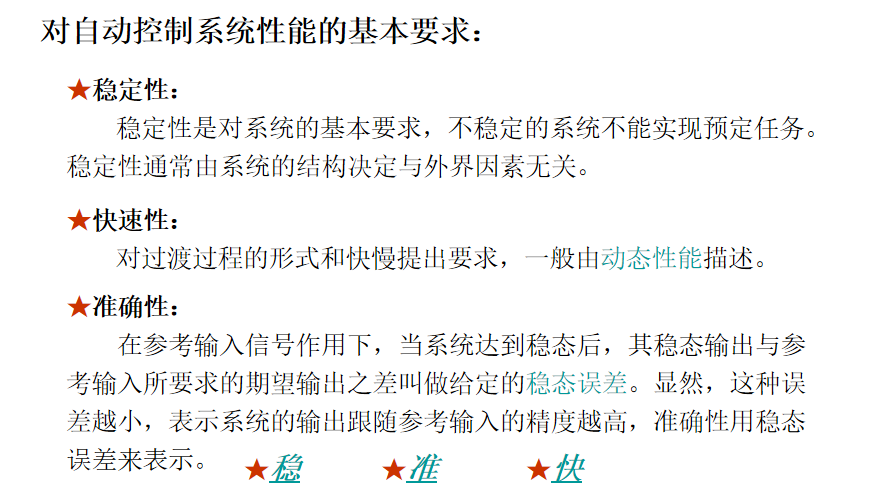 对自动控制系统性能的基本要求：
★稳定性：
稳定性是对系统的基本要求，不稳定的系统不能实现预定任务。
稳定性通常由系统的结构决定与外界因素无关。
★快速性：
对过渡过程的形式和快慢提出要求，一般由动态性能描述。
★准确性：
在参考输入信号作用下，当系统达到稳态后，其稳态输出与参
考输入所要求的期望输出之差叫做给定的稳态误差。显然，这种误
差越小，表示系统的输出跟随参考输入的精度越高，准确性用稳态
误差来表示。
★稳 ★准 ★快